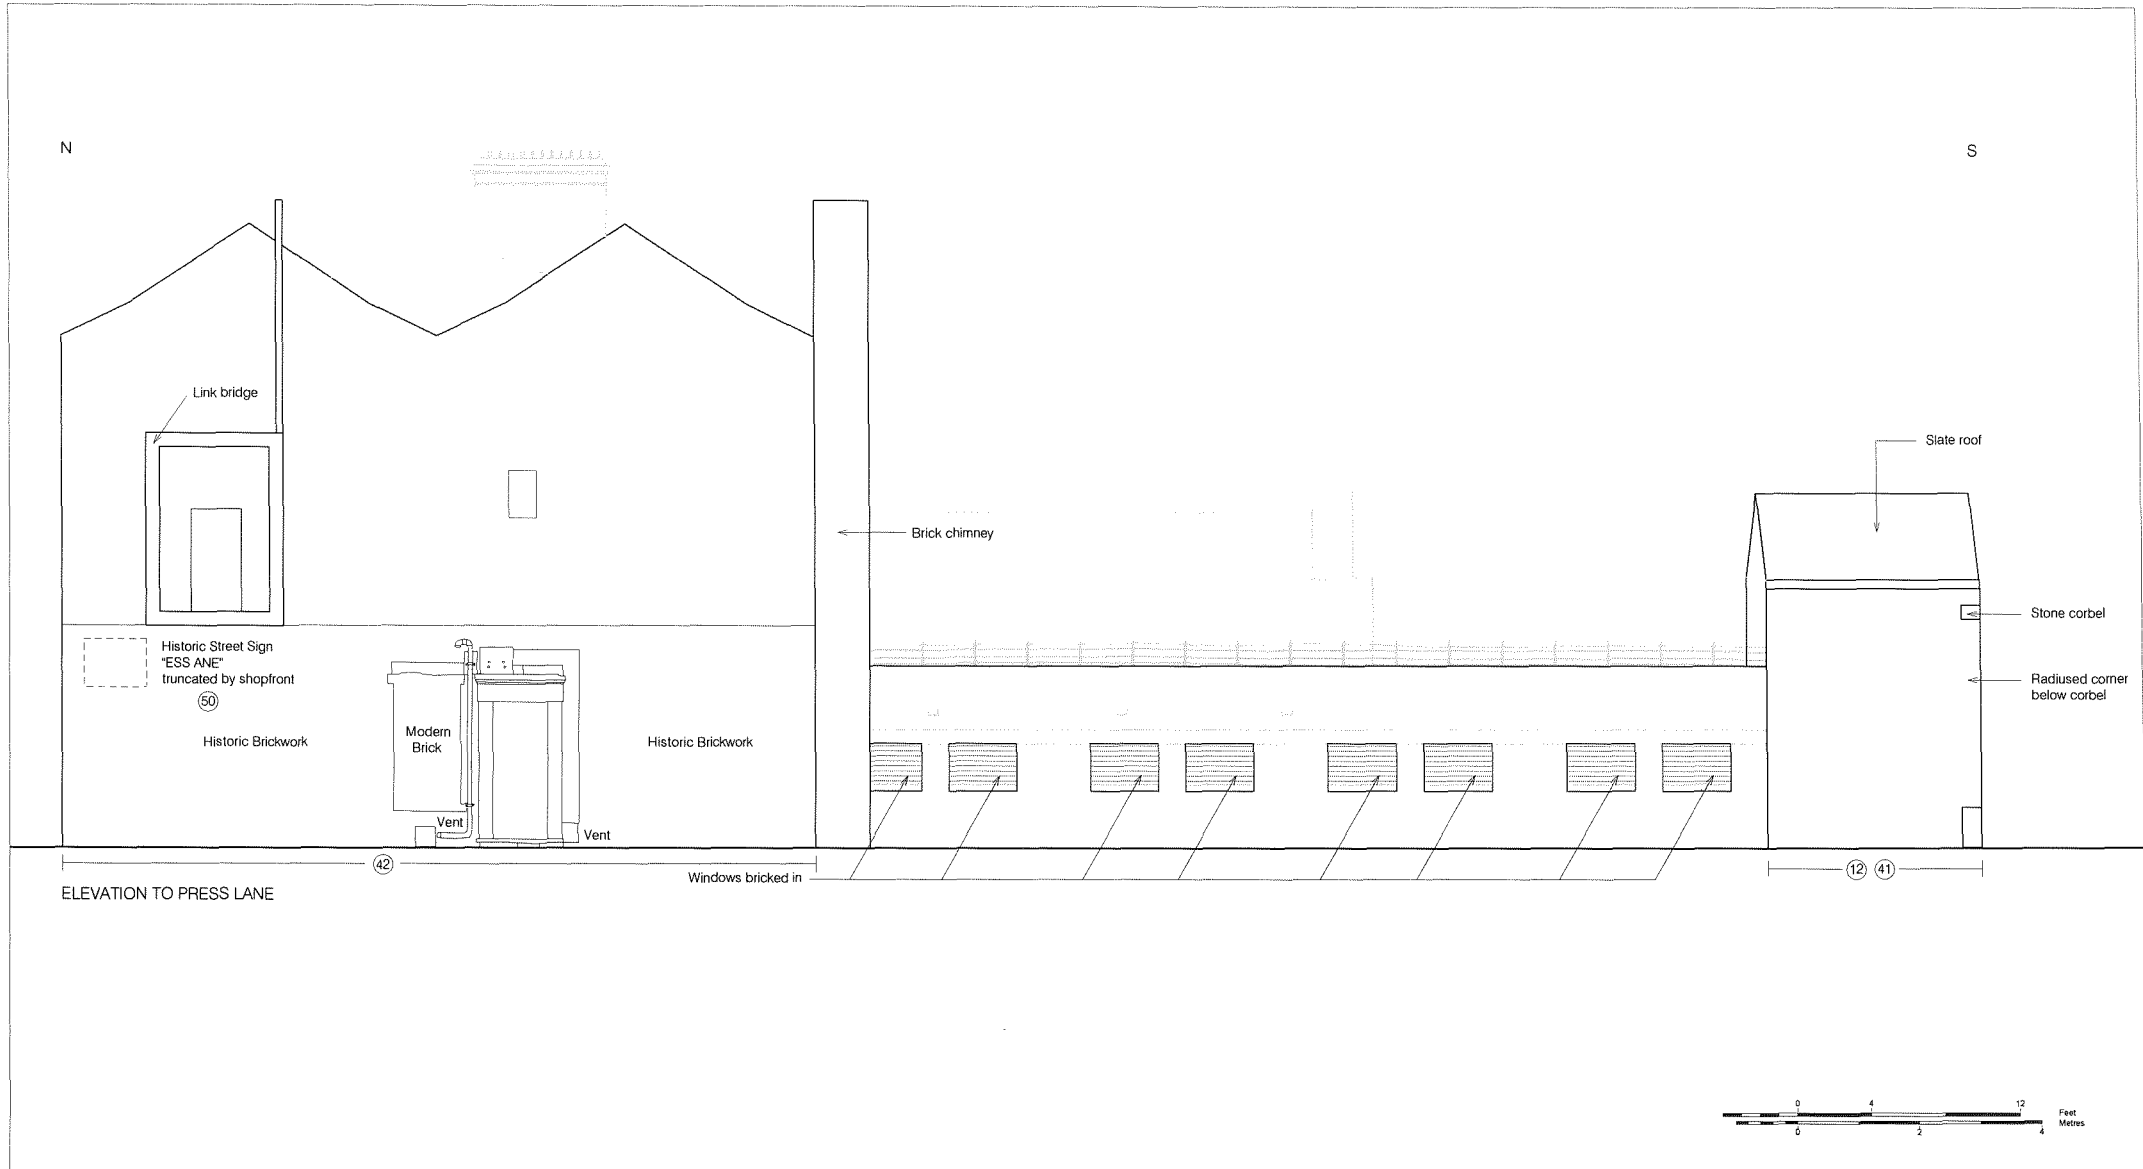 N
S
Link bridge
Slate roof
Brick chimney
Stone corbel
Historic Street Sign
"ESS ANE"
truncated by shopfront
50
Radiused corner
below corbel
Historic Brickwork
Modern
Brick
Historic Brickwork
Vent
Vent
42
Windows bricked in
12 41
ELEVATION TO PRESS LANE
0 4 12
Feet
Metres
0 2 4